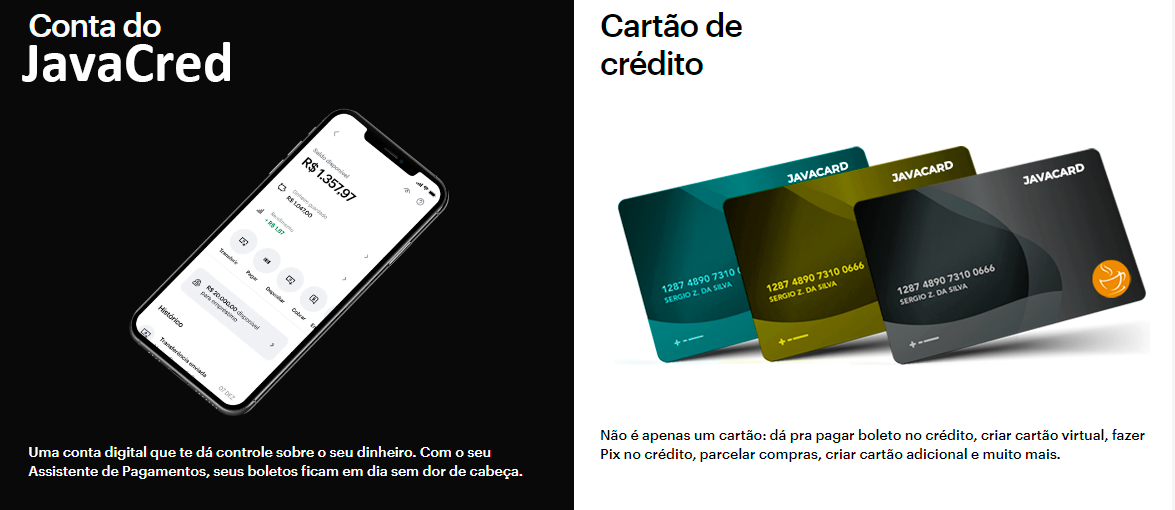 Conta do
JavaCred
Saldo disponível
R$ 1.357,97
Dinheiro guardado
R$ 1.047,00
Rendimento
+ R$ 1,97
Transferir
Pagar
Depositar
Cobrar
R$ 20.000,00 disponível
para empréstimo
Histórico
Transferência enviada
07 DEZ
Uma conta digital que te dá controle sobre o seu dinheiro. Com o seu
Assistente de Pagamentos, seus boletos ficam em dia sem dor de cabeça.
Cartão de
crédito
JAVACARD
1287 4890 7310 0
SERGIO Z. DA SILVA
JAVACARD
1287 4890 7310 0666
SERGIO Z. DA SILVA
JAVACARD
1287 4890 7310 0666
SERGIO Z. DA SILVA
Não é apenas um cartão: dá pra pagar boleto no crédito, criar cartão virtual, fazer
Pix no crédito, parcelar compras, criar cartão adicional e muito mais.